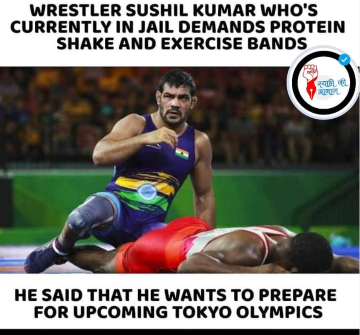 WRESTLER SUSHIL KUMAR WHO'S
CURRENTLY IN JAIL DEMANDS PROTEIN
SHAKE AND EXERCISE BANDS
क्रांति की
आवाज़
HE SAID THAT HE WANTS TO PREPARE
FOR UPCOMING TOKYO OLYMPICS